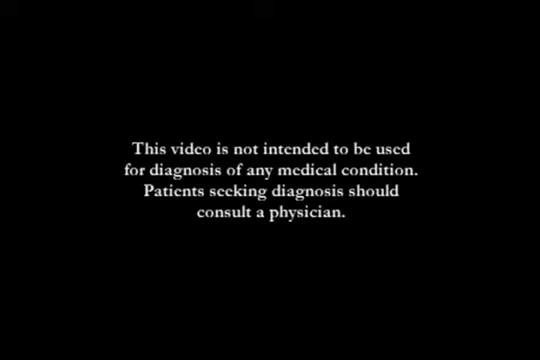 This video is not intended to be used
for diagnosis of any medical condition.
Patients seeking diagnosis should
consult a physician.